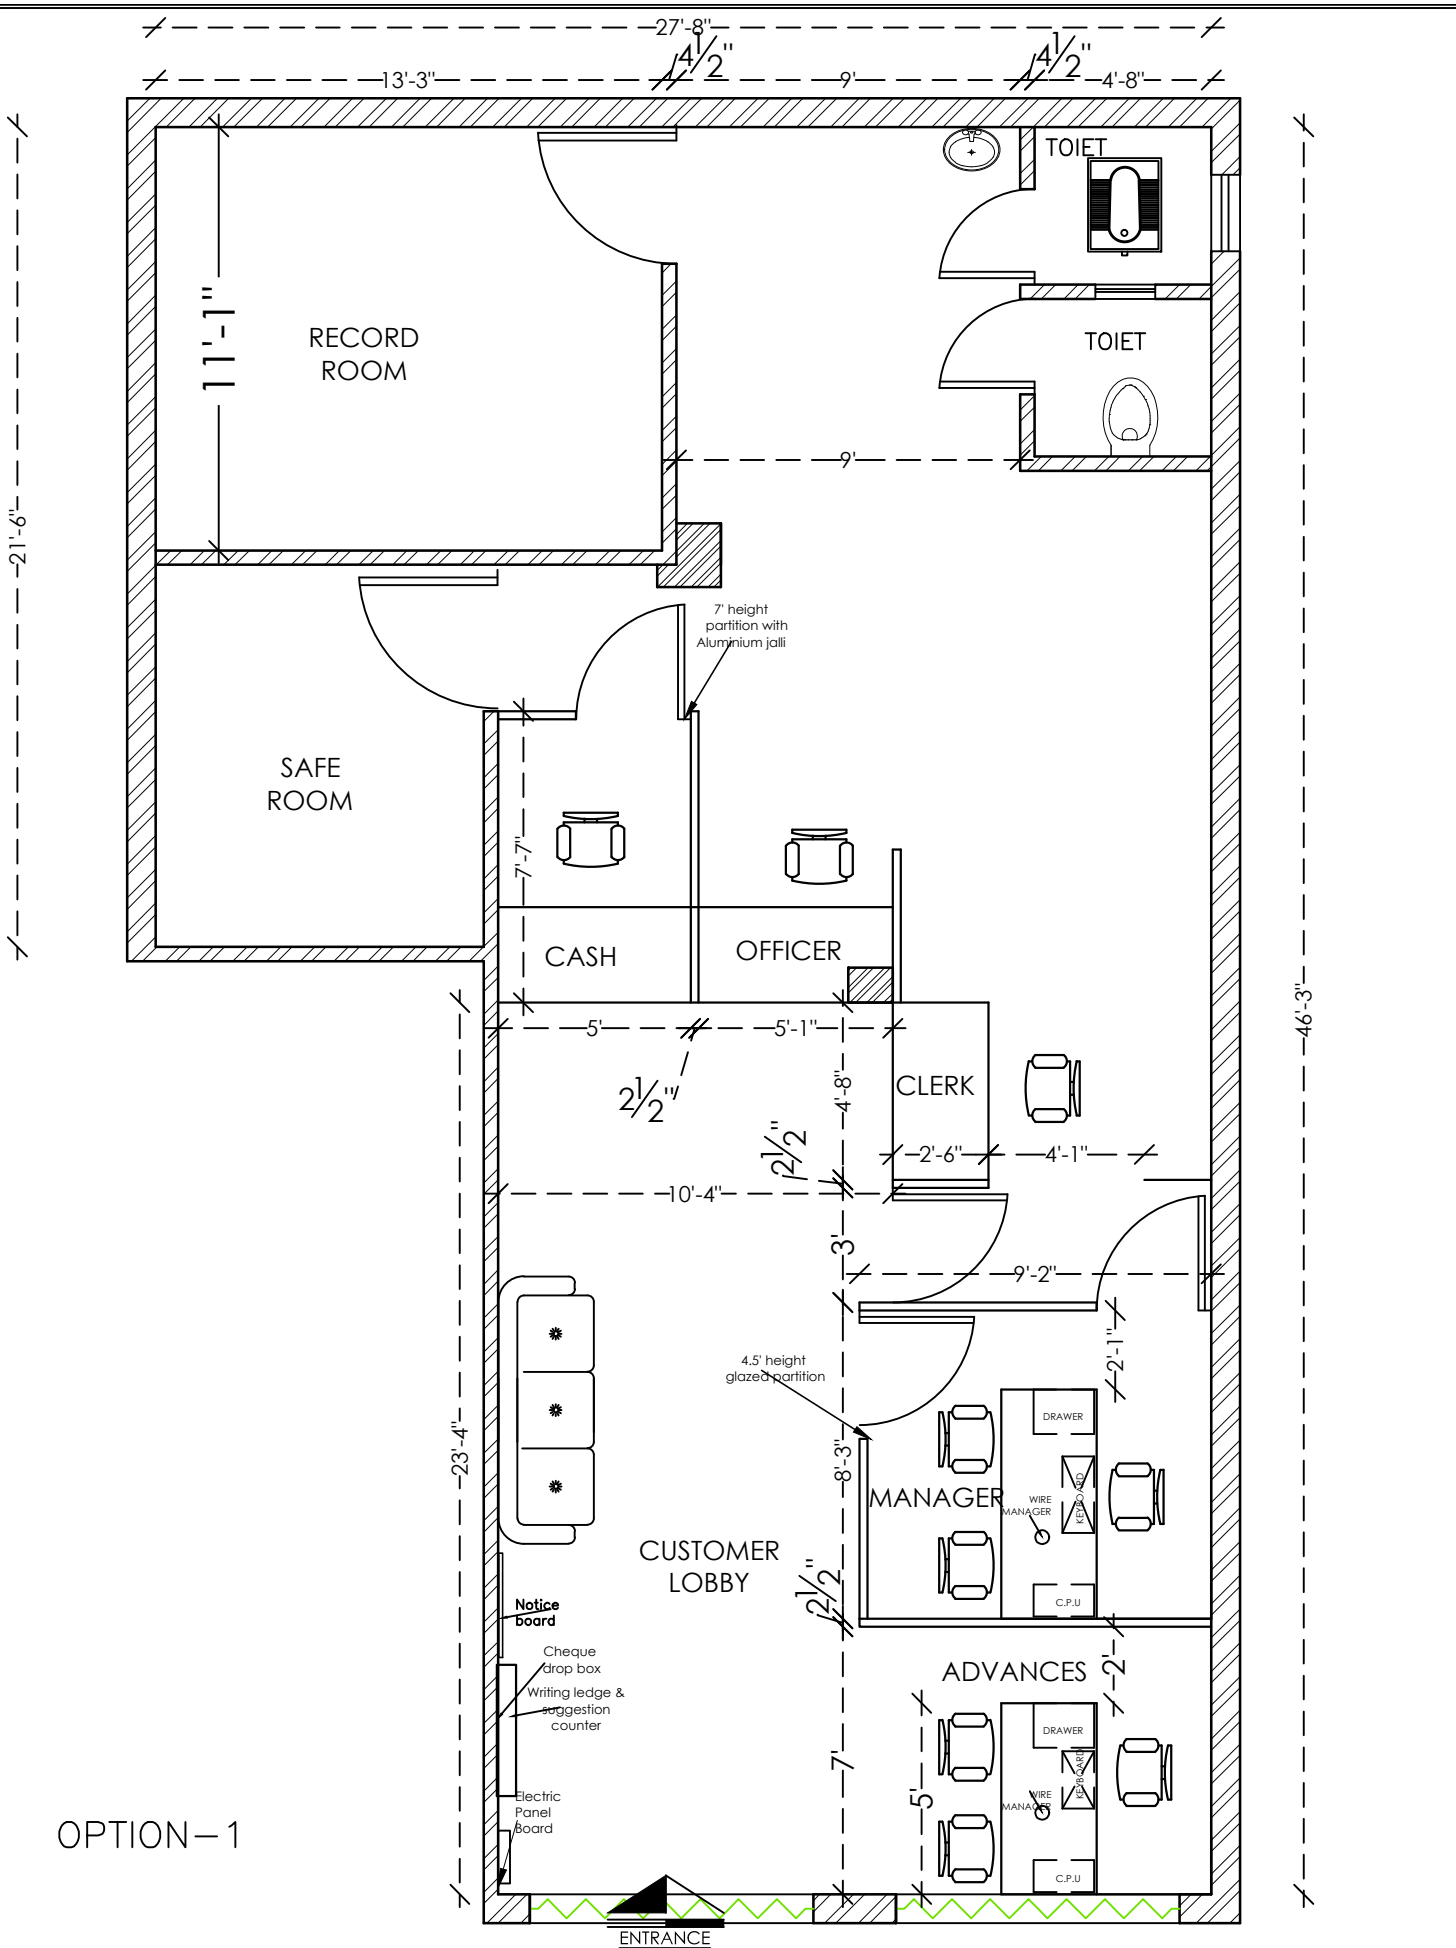 27'-8"
4½"
4½"
13'-3"
9'
4'-8"
TOIET
11'-1"
RECORD
ROOM
TOIET
9'
21'-6"
7' height
partition with
Aluminium jalli
SAFE
ROOM
7'-7"
CASH
OFFICER
46'-3"
5'
5'-1"
2½"
4'-8"
CLERK
2½"
2'-6"
4'-1"
10'-4"
3'
9'-2"
2'-1"
4.5' height
glazed partition
DRAWER
23'-4"
8'-3"
MANAGER
WIRE
MANAGER
KEYBOARD
CUSTOMER
LOBBY
2½"
C.P.U
Notice
board
Cheque
drop box
ADVANCES
2'
Writing ledge &
suggestion
counter
DRAWER
7'
5'
KEYBOARD
WIRE
MANAGER
Electric
Panel
Board
C.P.U
OPTION-1
ENTRANCE